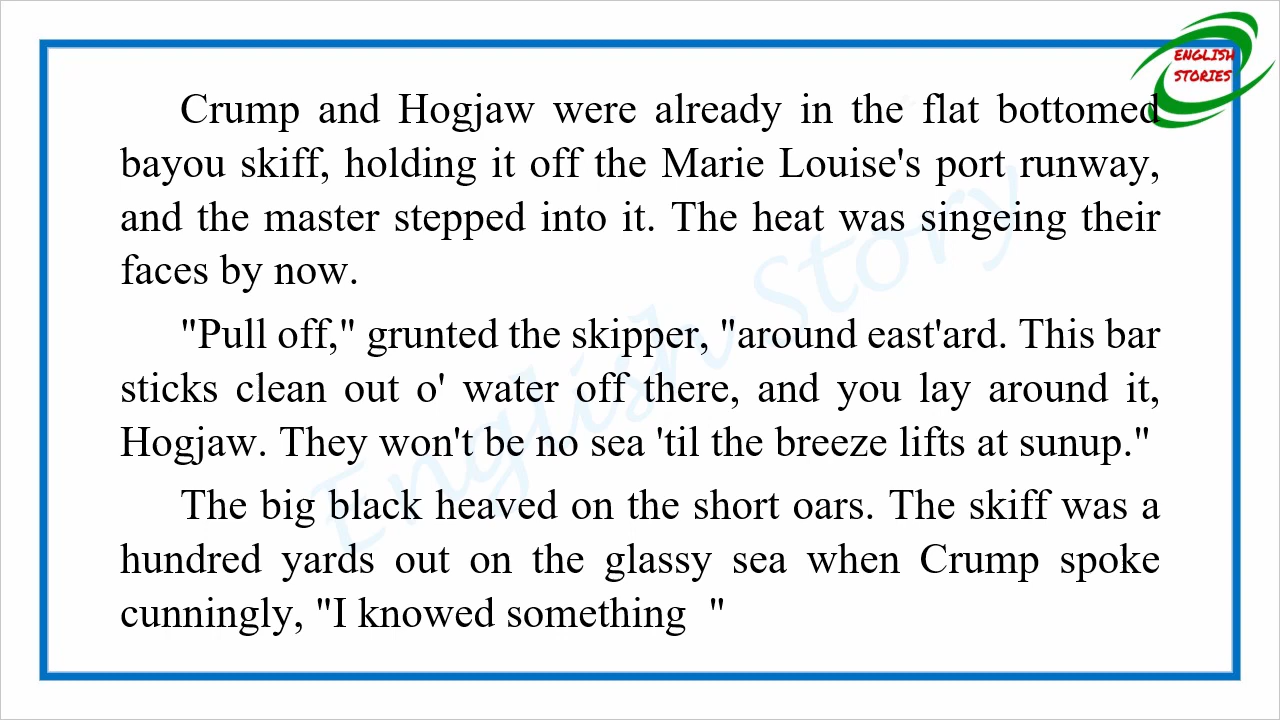 ENGLISH
STORIES
Crump and Hogjaw were already in the flat bottomed
bayou skiff, holding it off the Marie Louise's port runway,
and the master stepped into it. The heat was singeing their
faces by now.
"Pull off," grunted the skipper, "around east'ard. This bar
sticks clean out o' water off there, and you lay around it,
Hogjaw. They won't be no sea 'til the breeze lifts at sunup."
The big black heaved on the short oars. The skiff was a
hundred yards out on the glassy sea when Crump spoke
cunningly, "I knowed something  "
English Story